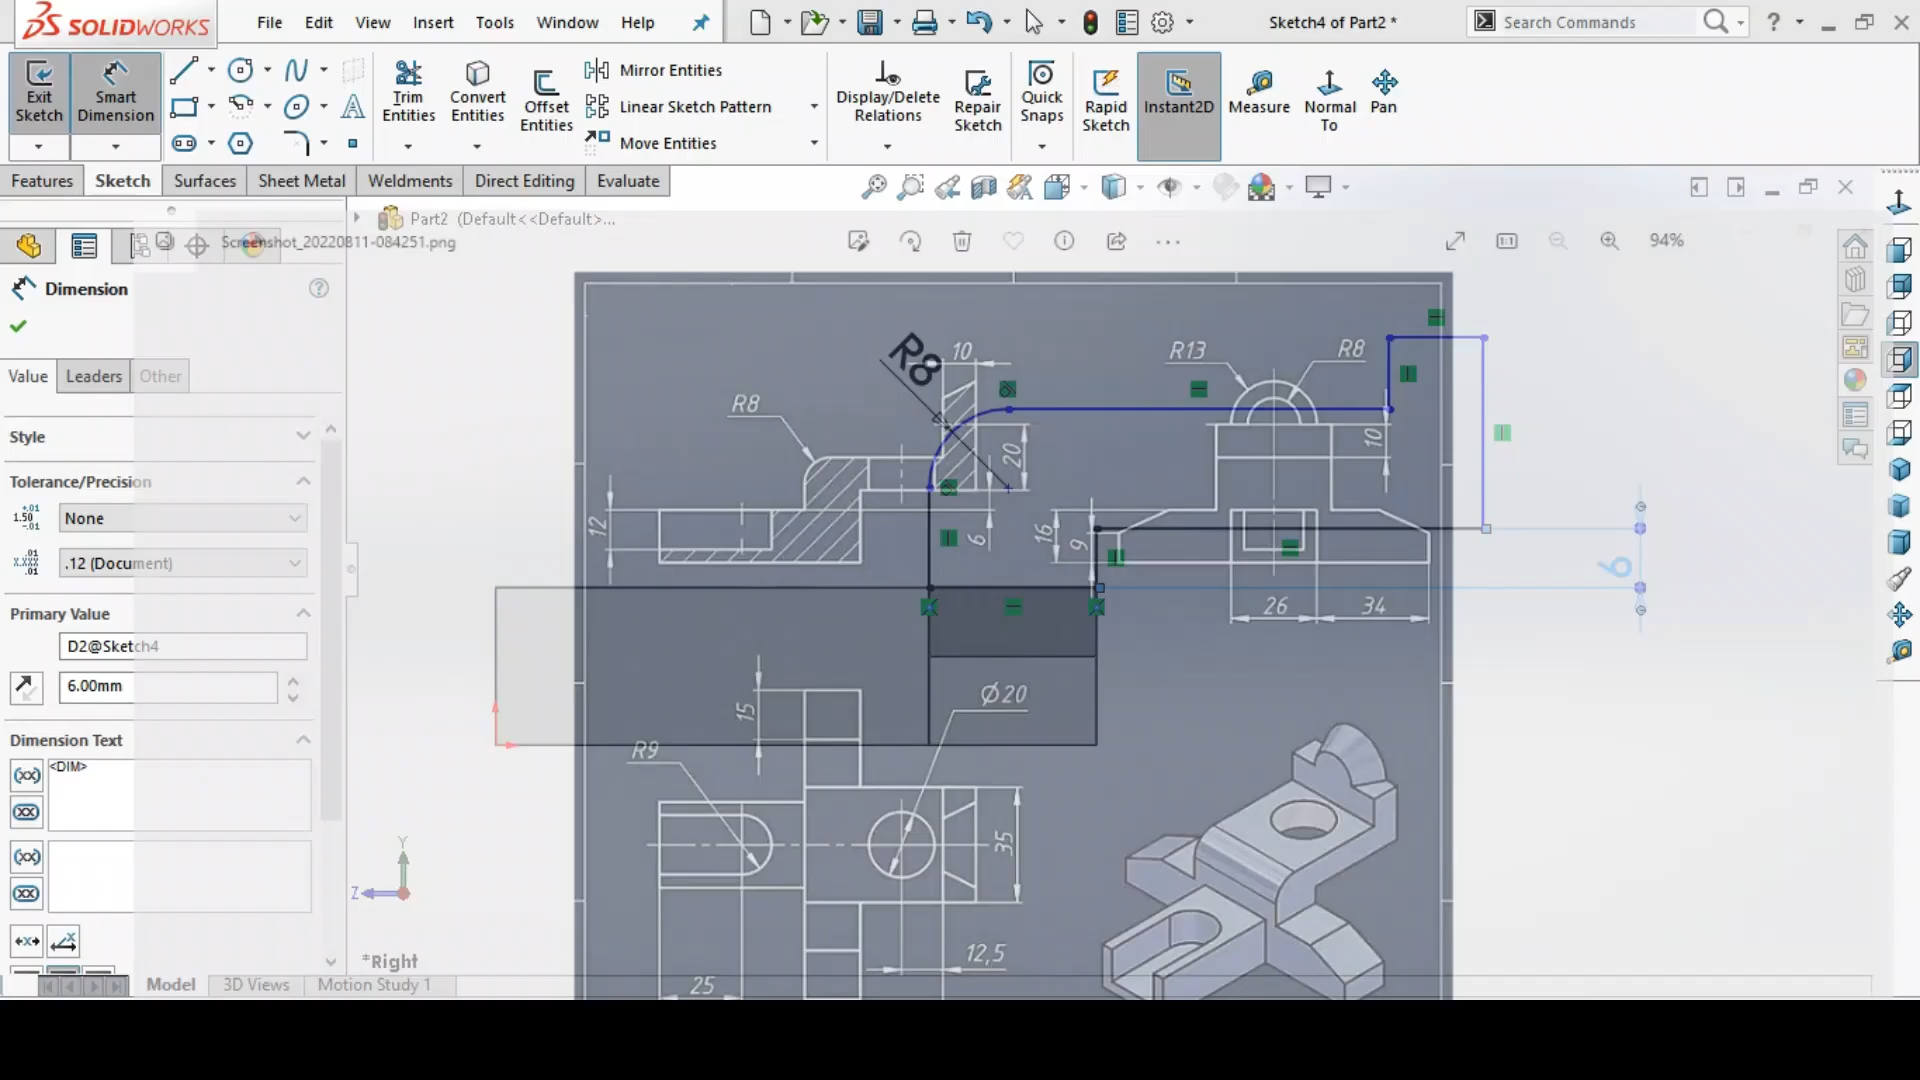 SOLIDWORKS File Edit View Insert Tools Window Help Sketch4 of Part2 * Search Commands ?
Exit Sketch
Smart Dimension
Trim Entities
Convert Entities
Offset Entities
Mirror Entities
Linear Sketch Pattern
Move Entities
Display/Delete Relations
Repair Sketch
Quick Snaps
Rapid Sketch
Instant2D
Measure
Normal To
Pan
Features Sketch Surfaces Sheet Metal Weldments Direct Editing Evaluate
Part2 (Default<<Default>...
Screenshot_20220811-084251.png
94%
Dimension
Value Leaders Other
Style
Tolerance/Precision
None
.12 (Document)
Primary Value
D2@Sketch4
6.00mm
Dimension Text
<DIM>
R8
10
R13
R8
R8
20
10
12
6
16
9
6
26
34
15
Ø20
R9
35
12,5
25
Y
Z
*Right
Model 3D Views Motion Study 1